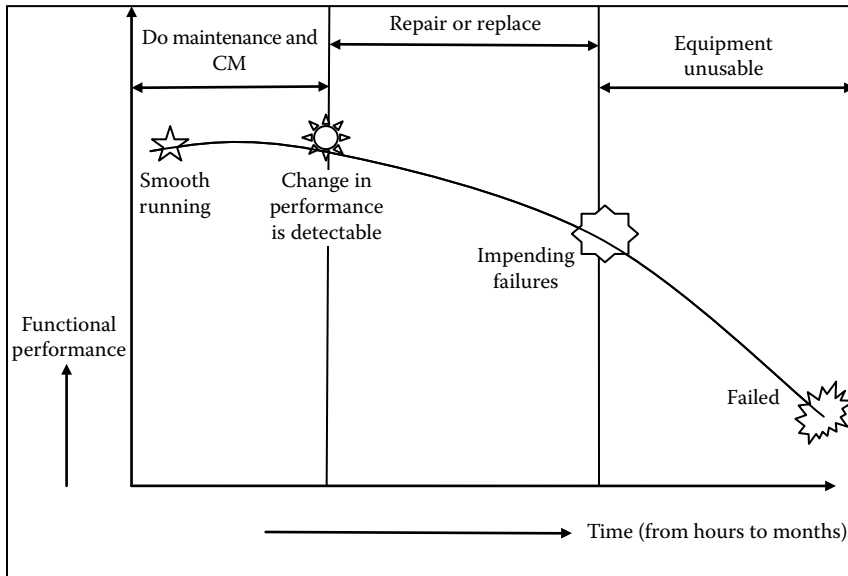 Do maintenance and
CM
Repair or replace
Equipment
unusable
Smooth
running
Change in
performance
is detectable
Impending
failures
Functional
performance
Failed
Time (from hours to months)